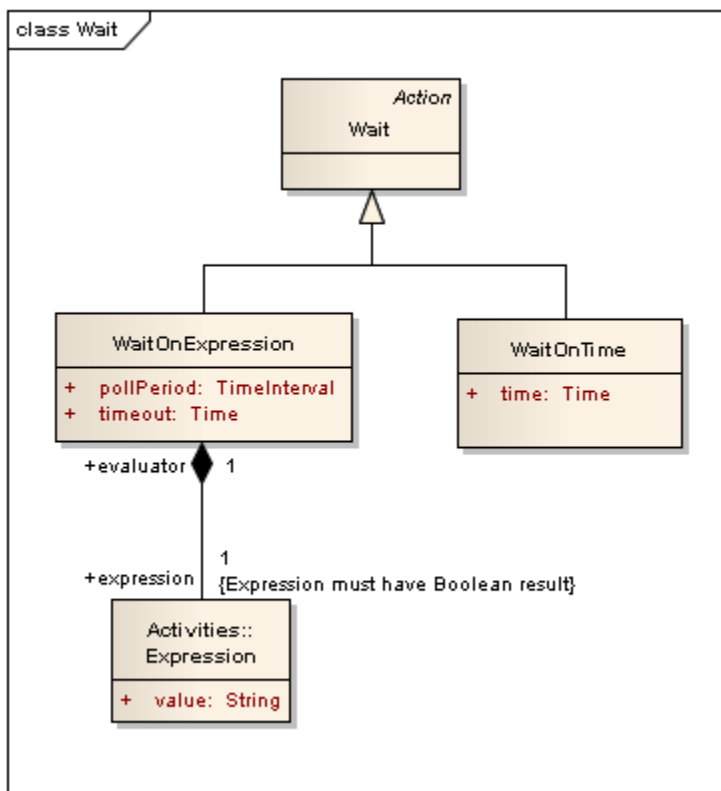 class Wait
Action
Wait
WaitOnExpression
+ pollPeriod: TimeInterval
+ timeout: Time
WaitOnTime
+ time: Time
+evaluator 1
1
+expression {Expression must have Boolean result}
Activities::
Expression
+ value: String